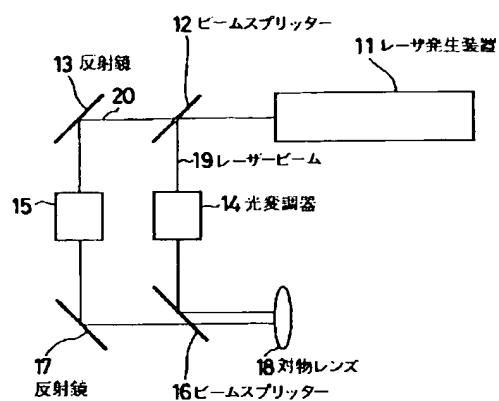 12 ビームスプリッター
11 レーザ発生装置
13 反射鏡
20
19 レーザービーム
15
14 光変調器
17
反射鏡
18 対物レンズ
16 ビームスプリッター